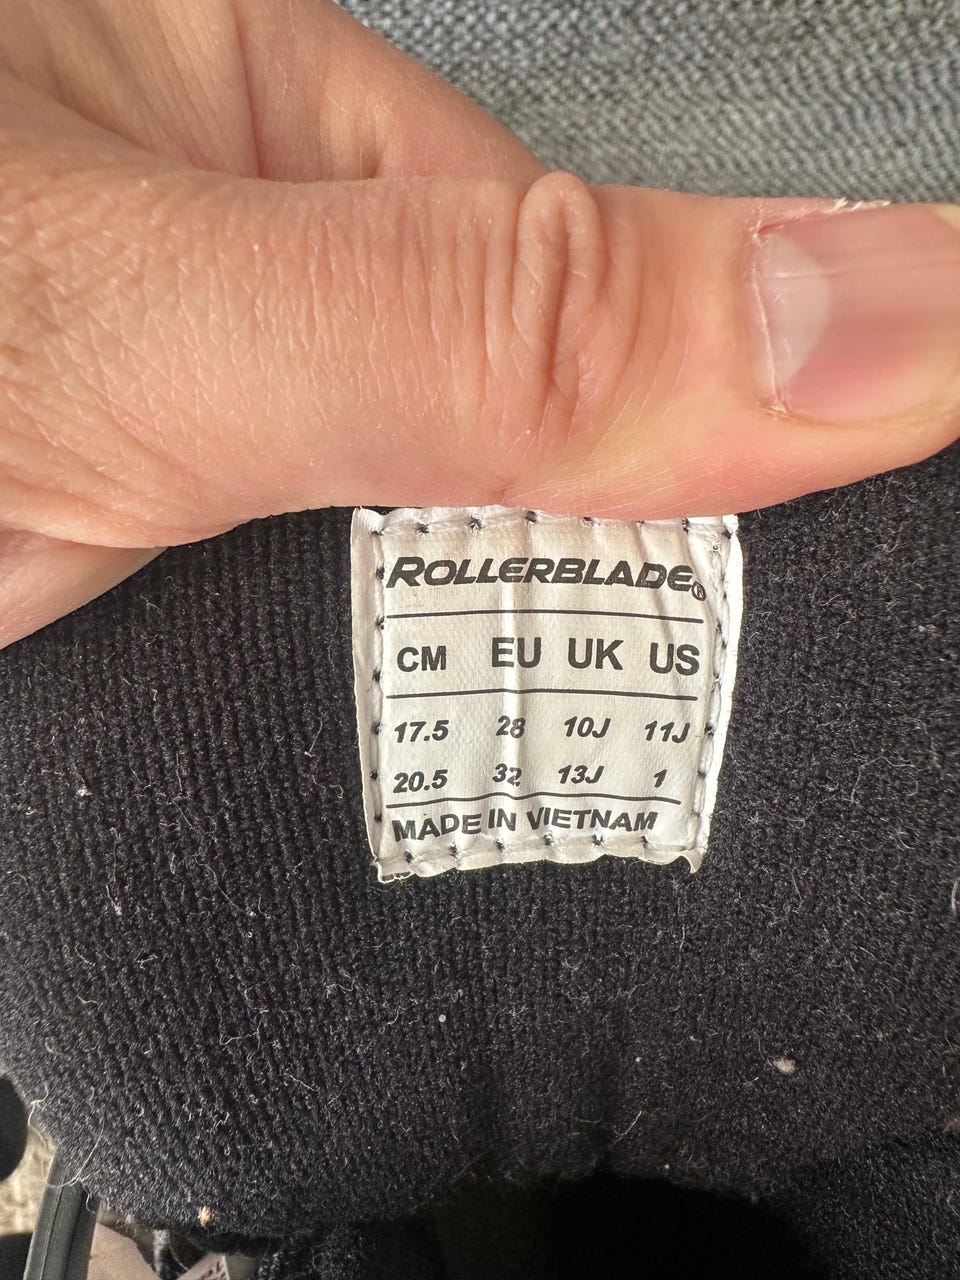 ROLLERBLADE®
CM EU UK US
17.5 28 10J 11J
20.5 32 13J 1
MADE IN VIETNAM